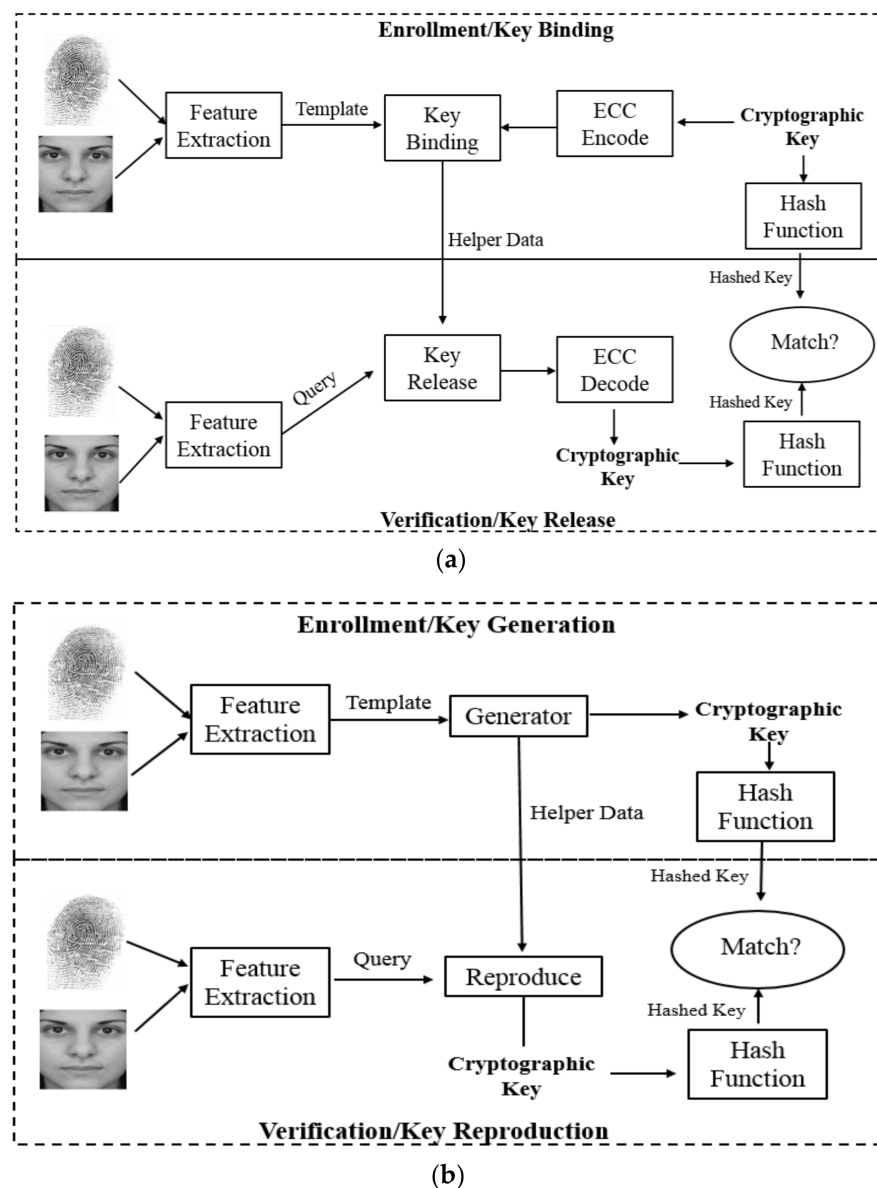 Enrollment/Key Binding
Feature
Extraction
Template
Key
Binding
ECC
Encode
Cryptographic
Key
Hash
Function
Helper Data
Hashed Key
Match?
Feature
Extraction
Query
Key
Release
ECC
Decode
Hashed Key
Cryptographic
Key
Hash
Function
Verification/Key Release
(a)
Enrollment/Key Generation
Feature
Extraction
Template
Generator
Cryptographic
Key
Hash
Function
Helper Data
Hashed Key
Match?
Feature
Extraction
Query
Reproduce
Hashed Key
Cryptographic
Key
Hash
Function
Verification/Key Reproduction
(b)